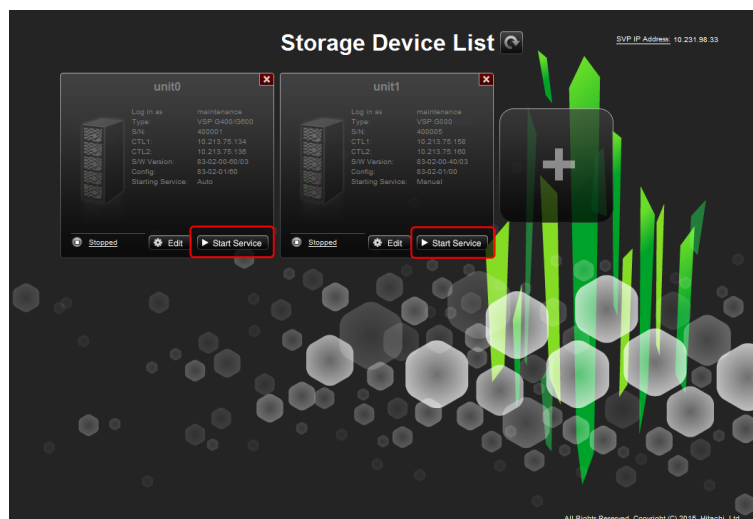 Storage Device List
SVP IP Address: 10.231.98.33
unit0
Log in as maintenance
Type: VSP G400/G600
S/N: 400001
CTL1: 10.213.75.134
CTL2: 10.213.75.136
S/W Version: 83-02-00-60/03
Config: 83-02-01/60
Starting Service: Auto
Stopped
Edit
Start Service
unit1
Log in as maintenance
Type: VSP G800
S/N: 400005
CTL1: 10.213.75.158
CTL2: 10.213.75.160
S/W Version: 83-02-00-40/03
Config: 83-02-01/00
Starting Service: Manual
Stopped
Edit
Start Service
All Rights Reserved, Copyright (C) 2015, Hitachi, Ltd.